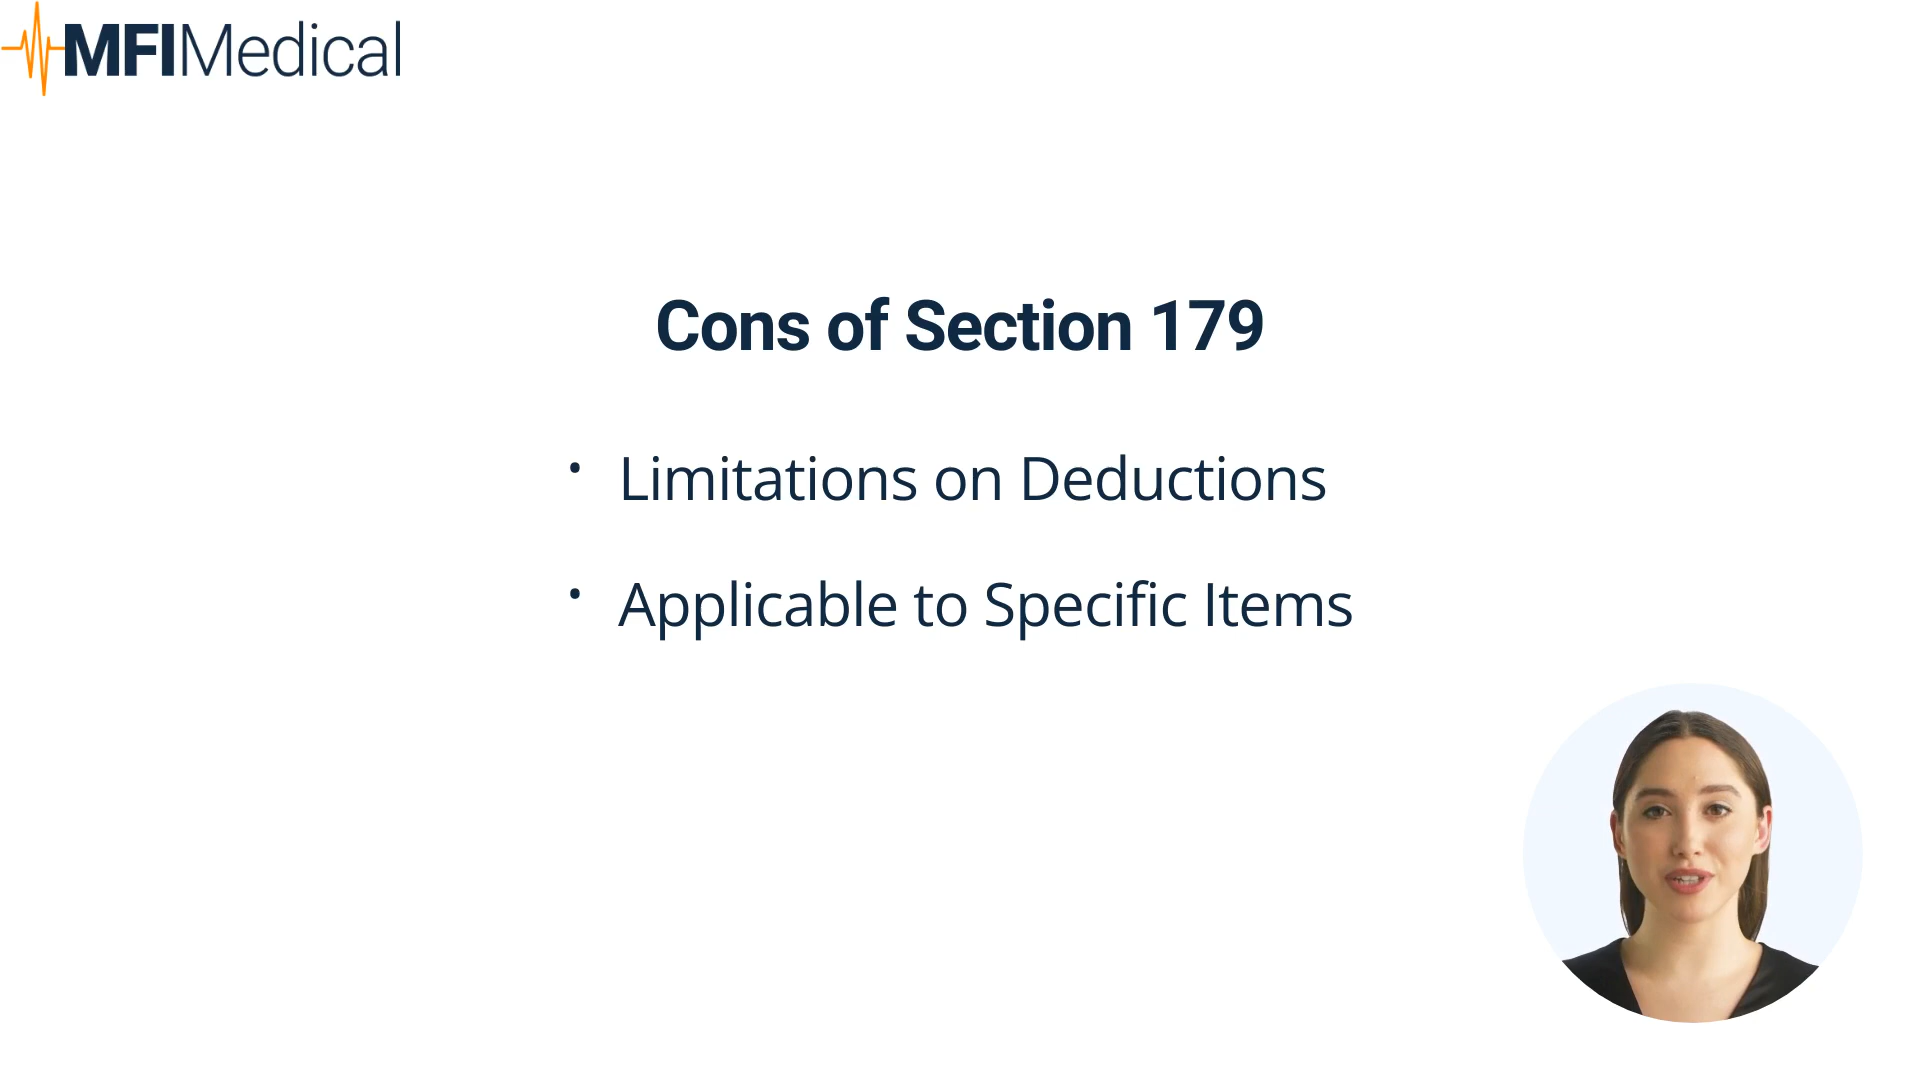 MFIMedical
Cons of Section 179
• Limitations on Deductions
• Applicable to Specific Items